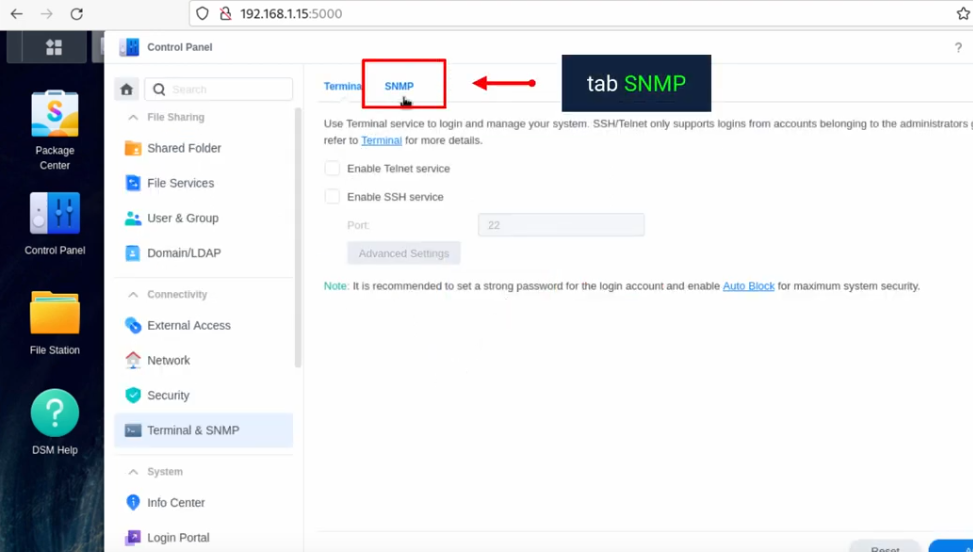 192.168.1.15:5000
Control Panel
?
Search
Terminal
SNMP
tab SNMP
File Sharing
Shared Folder
File Services
User & Group
Domain/LDAP
Connectivity
External Access
Network
Security
Terminal & SNMP
System
Info Center
Login Portal
Package
Center
Control Panel
File Station
DSM Help
Use Terminal service to login and manage your system. SSH/Telnet only supports logins from accounts belonging to the administrators
refer to Terminal for more details.
Enable Telnet service
Enable SSH service
Port:
22
Advanced Settings
Note: It is recommended to set a strong password for the login account and enable Auto Block for maximum system security.
Reset